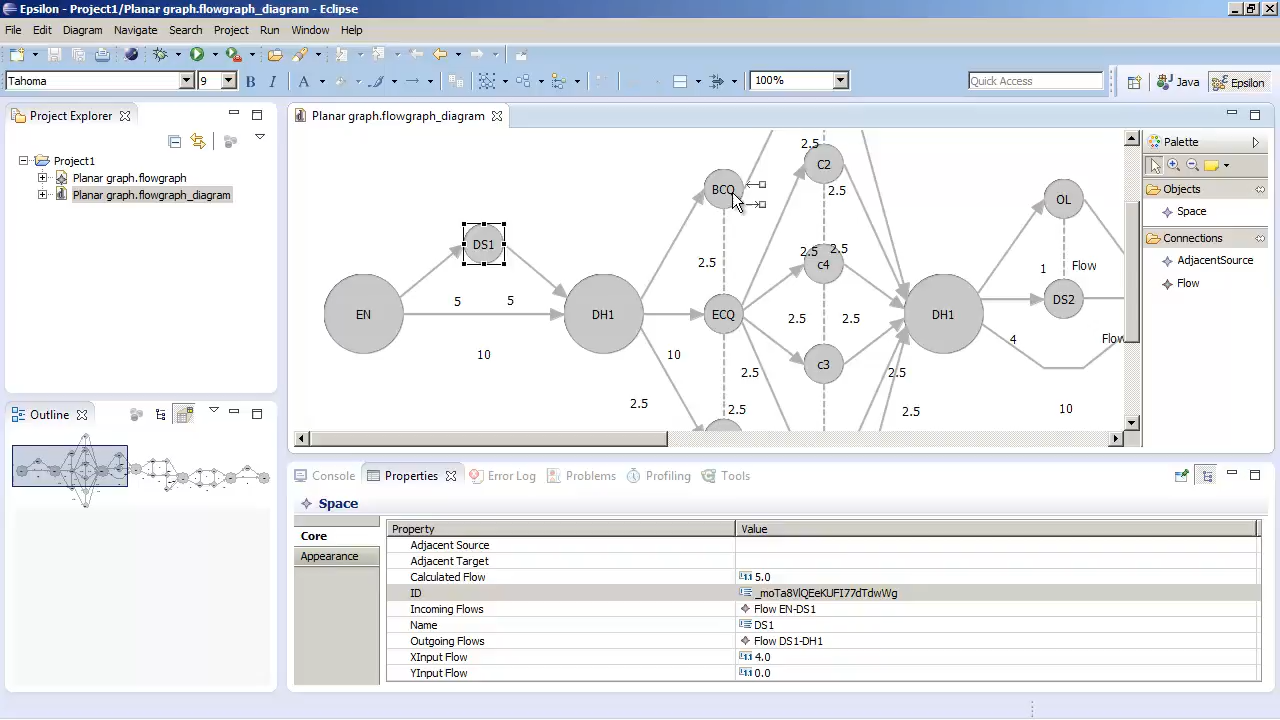 Epsilon - Project1/Planar graph.flowgraph_diagram - Eclipse
File Edit Diagram Navigate Search Project Run Window Help
Tahoma 9 B I A 100% Quick Access Java Epsilon
Project Explorer
Project1
Planar graph.flowgraph
Planar graph.flowgraph_diagram
Outline
Planar graph.flowgraph_diagram
2.5 2.5
C2
BCQ
2.5
OL
DS1
2.5 2.5
c4
2.5
1 Flow
5 5
DS2
EN
DH1
ECQ
2.5 2.5
DH1
4 Flow
10
10
c3
2.5
2.5
2.5
2.5
2.5
10
Palette
Objects
Space
Connections
AdjacentSource
Flow
Console Properties Error Log Problems Profiling Tools
Space
Core
Appearance
Property Value
Adjacent Source
Adjacent Target
Calculated Flow 5.0
ID _moTa8VlQEeKUFI77dTdwWg
Incoming Flows Flow EN-DS1
Name DS1
Outgoing Flows Flow DS1-DH1
XInput Flow 4.0
YInput Flow 0.0